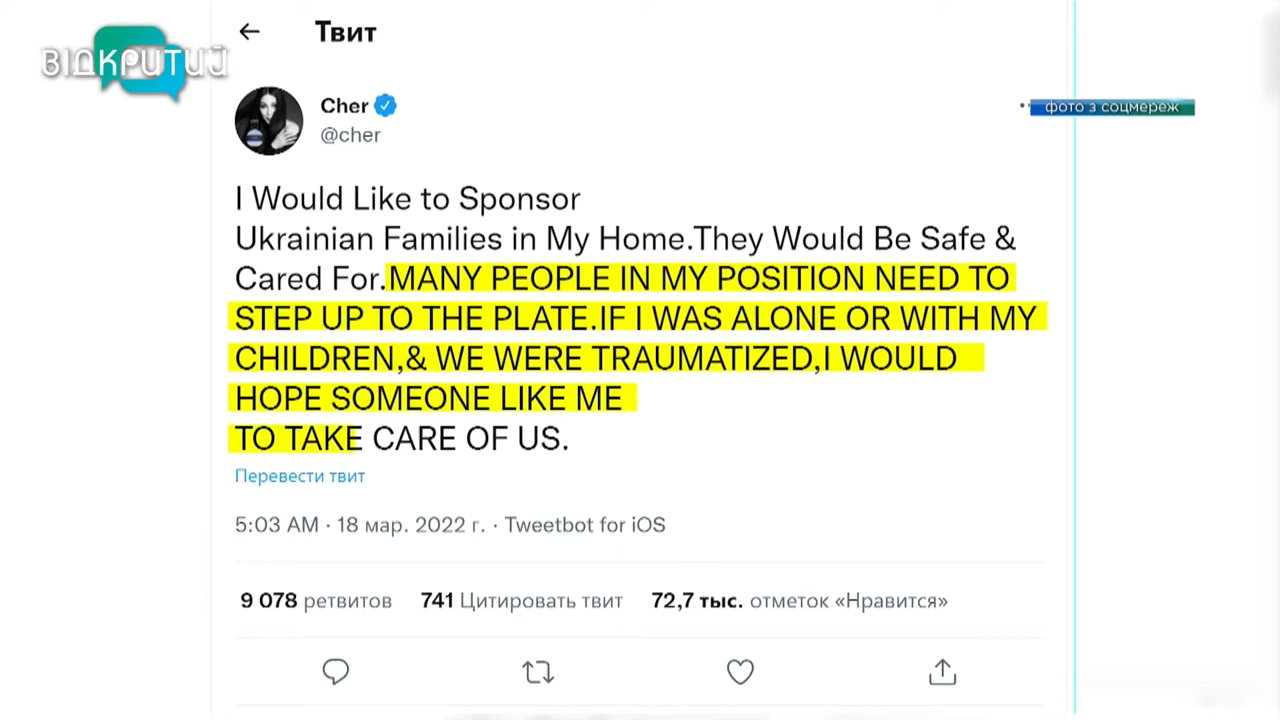 Твит
ВІДКРИТИЙ
Cher
фото з соцмереж
@cher
I Would Like to Sponsor
Ukrainian Families in My Home.They Would Be Safe &
Cared For.MANY PEOPLE IN MY POSITION NEED TO
STEP UP TO THE PLATE.IF I WAS ALONE OR WITH MY
CHILDREN,& WE WERE TRAUMATIZED,I WOULD
HOPE SOMEONE LIKE ME
TO TAKE CARE OF US.
Перевести твит
5:03 AM · 18 мар. 2022 г. · Tweetbot for iOS
9 078 ретвитов 741 Цитировать твит 72,7 тыс. отметок «Нравится»